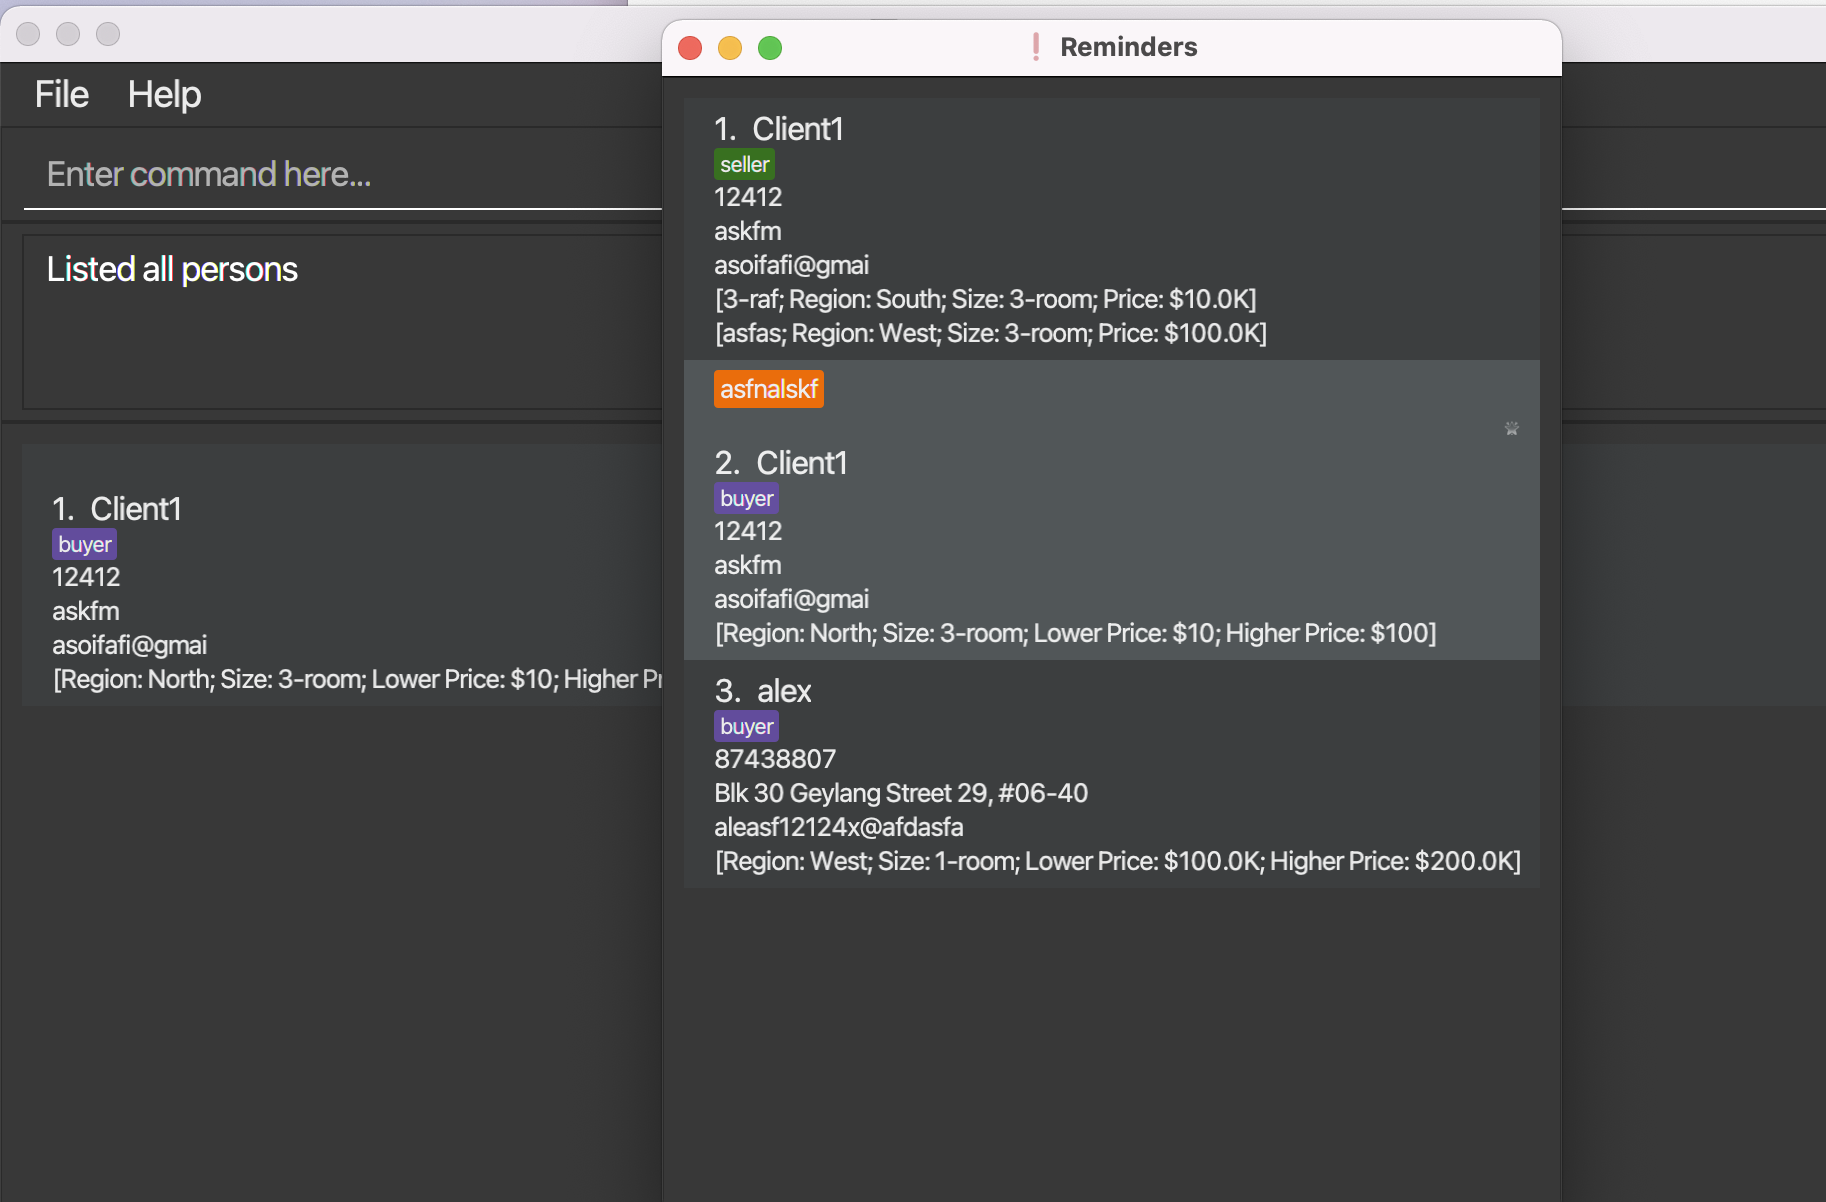 File Help
Enter command here...
Listed all persons
1. Client1
buyer
12412
askfm
asoifafi@gmai
[Region: North; Size: 3-room; Lower Price: $10; Higher Pr
Reminders
1. Client1
seller
12412
askfm
asoifafi@gmai
[3-raf; Region: South; Size: 3-room; Price: $10.0K]
[asfas; Region: West; Size: 3-room; Price: $100.0K]
asfnalskf
2. Client1
buyer
12412
askfm
asoifafi@gmai
[Region: North; Size: 3-room; Lower Price: $10; Higher Price: $100]
3. alex
buyer
87438807
Blk 30 Geylang Street 29, #06-40
aleasf12124x@afdasfa
[Region: West; Size: 1-room; Lower Price: $100.0K; Higher Price: $200.0K]